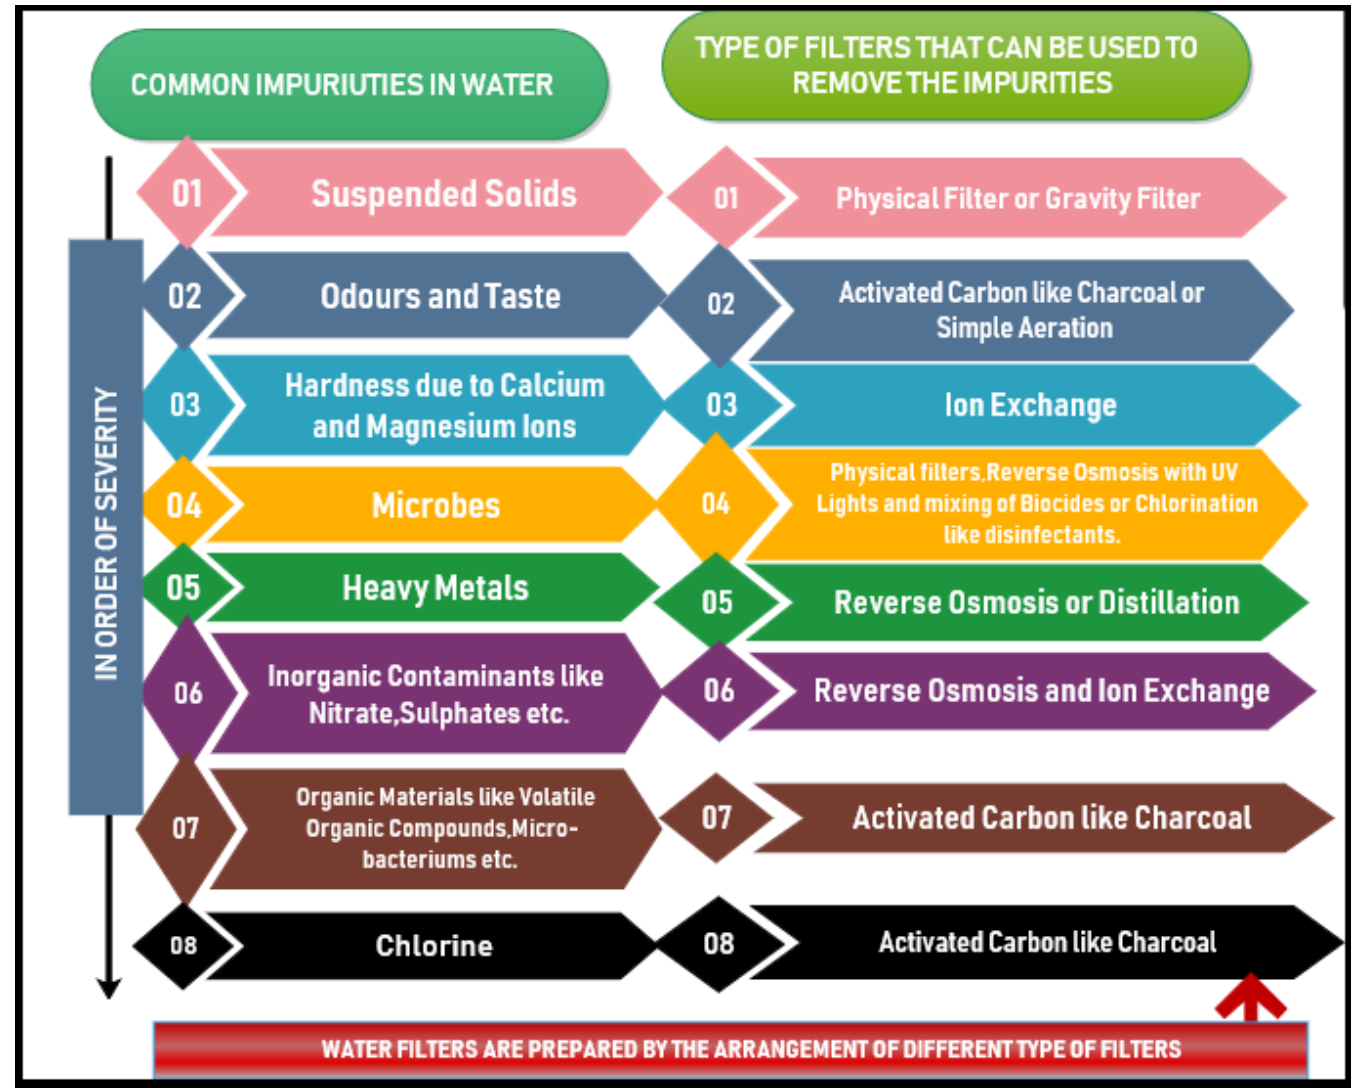 COMMON IMPURIUTIES IN WATER
TYPE OF FILTERS THAT CAN BE USED TO
REMOVE THE IMPURITIES
IN ORDER OF SEVERITY
01
Suspended Solids
01
Physical Filter or Gravity Filter
02
Odours and Taste
02
Activated Carbon like Charcoal or
Simple Aeration
03
Hardness due to Calcium
and Magnesium Ions
03
Ion Exchange
04
Microbes
04
Physical filters,Reverse Osmosis with UV
Lights and mixing of Biocides or Chlorination
like disinfectants.
05
Heavy Metals
05
Reverse Osmosis or Distillation
06
Inorganic Contaminants like
Nitrate,Sulphates etc.
06
Reverse Osmosis and Ion Exchange
07
Organic Materials like Volatile
Organic Compounds,Micro-
bacteriums etc.
07
Activated Carbon like Charcoal
08
Chlorine
08
Activated Carbon like Charcoal
WATER FILTERS ARE PREPARED BY THE ARRANGEMENT OF DIFFERENT TYPE OF FILTERS